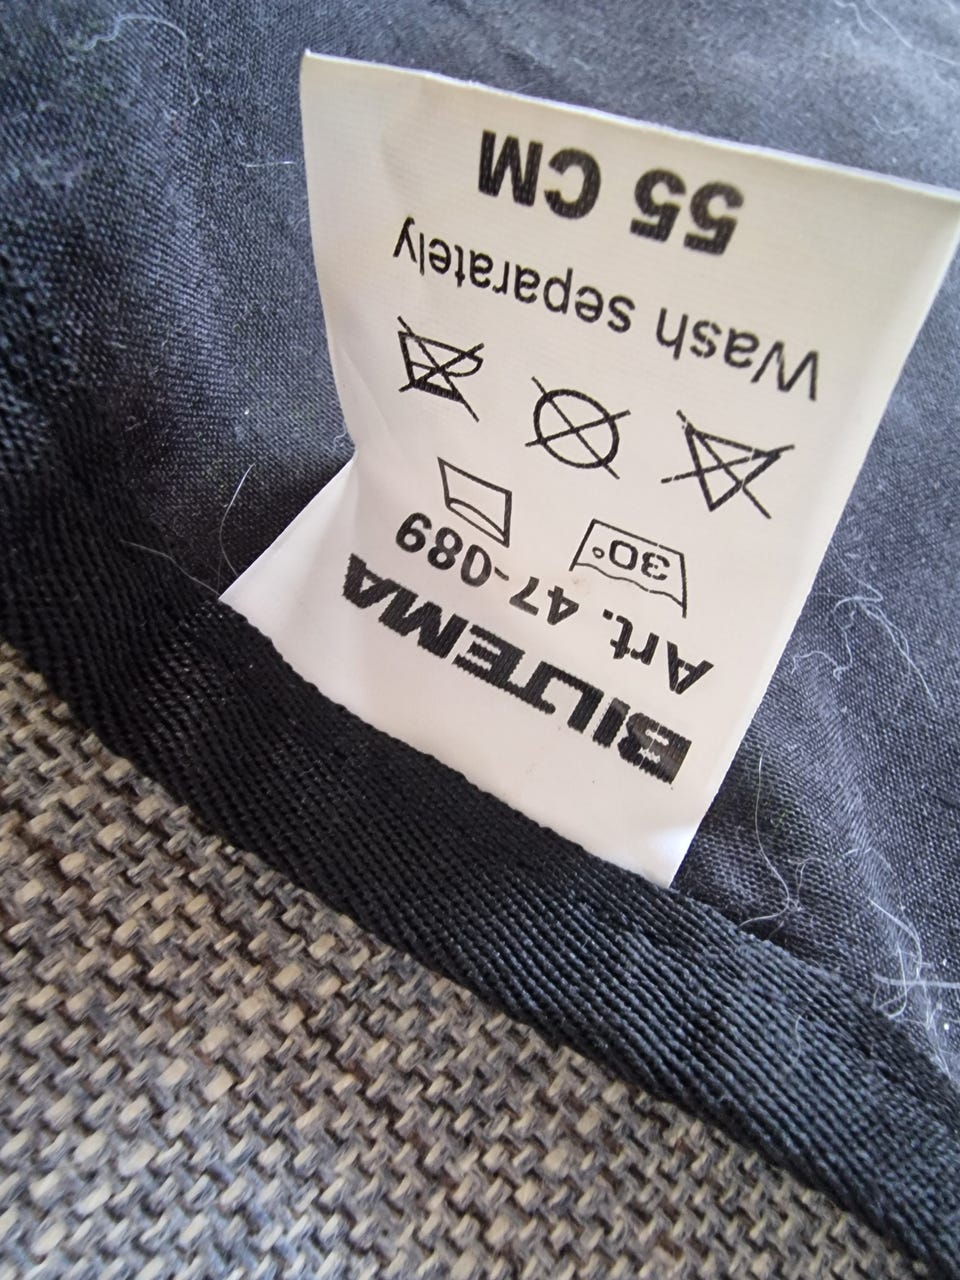 BILTEMA
Art. 47-089
30°
Wash separately
55 CM